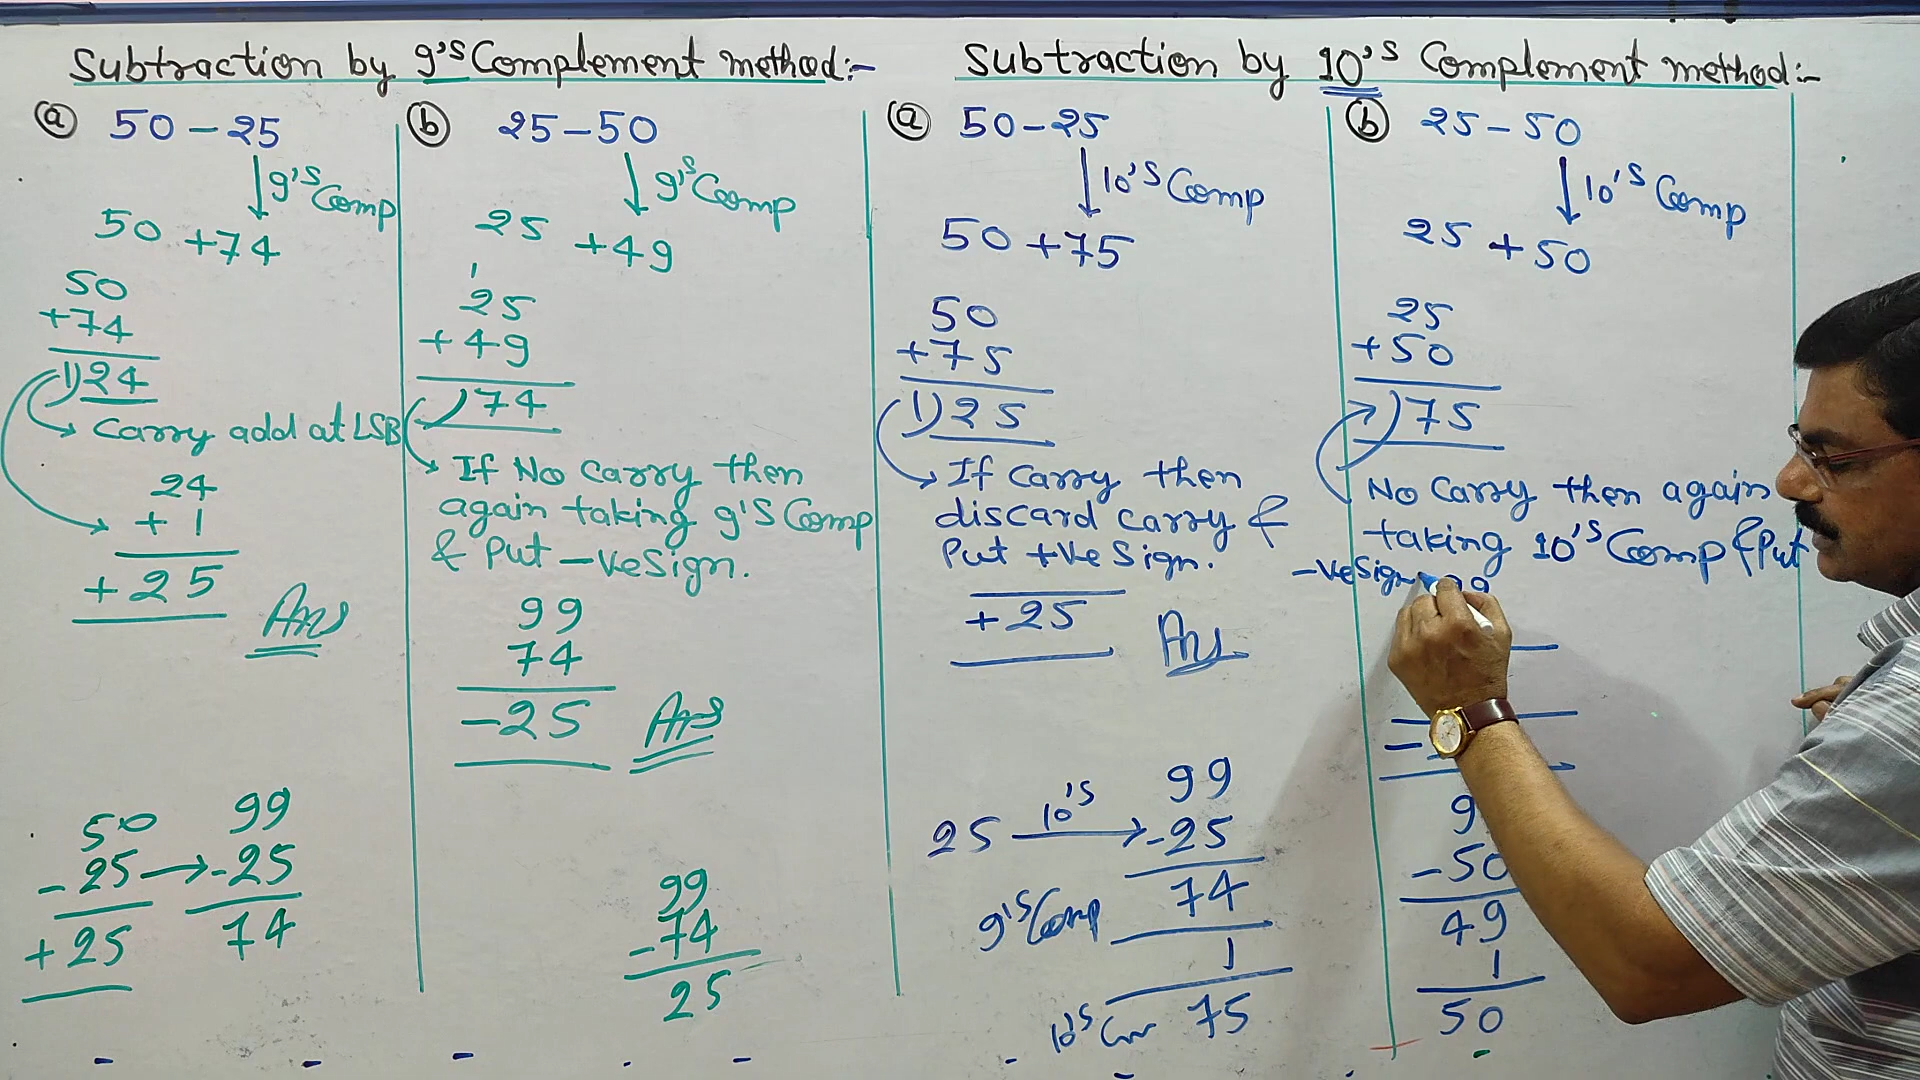 Subtraction by 9'S Complement method:-
(a) 50 - 25
9'S Comp
50 +74
50
+74
1)24
Carry add at LSB
24
+ 1
+ 25
Ans
50
- 25
+ 25
99
-25
74
(b) 25-50
9'S Comp
25 +49
1
25
+ 49
)74
If No Carry then
again taking 9'S Comp
& Put -ve Sign.
99
74
-25
Ans
99
-74
25
Subtraction by 10'S Complement method:-
(a) 50-25
10'S Comp
50 +75
50
+75
1)25
If Carry then
discard carry &
Put +ve Sign.
+ 25
Ans
25 10'S
99
-25
74
9'S Comp
1
75
10'S
(b) 25-50
10'S Comp
25 +50
25
+50
)75
No Carry then again
taking 10'S Comp & Put
-ve Sign
9
-
9
-50
49
1
50